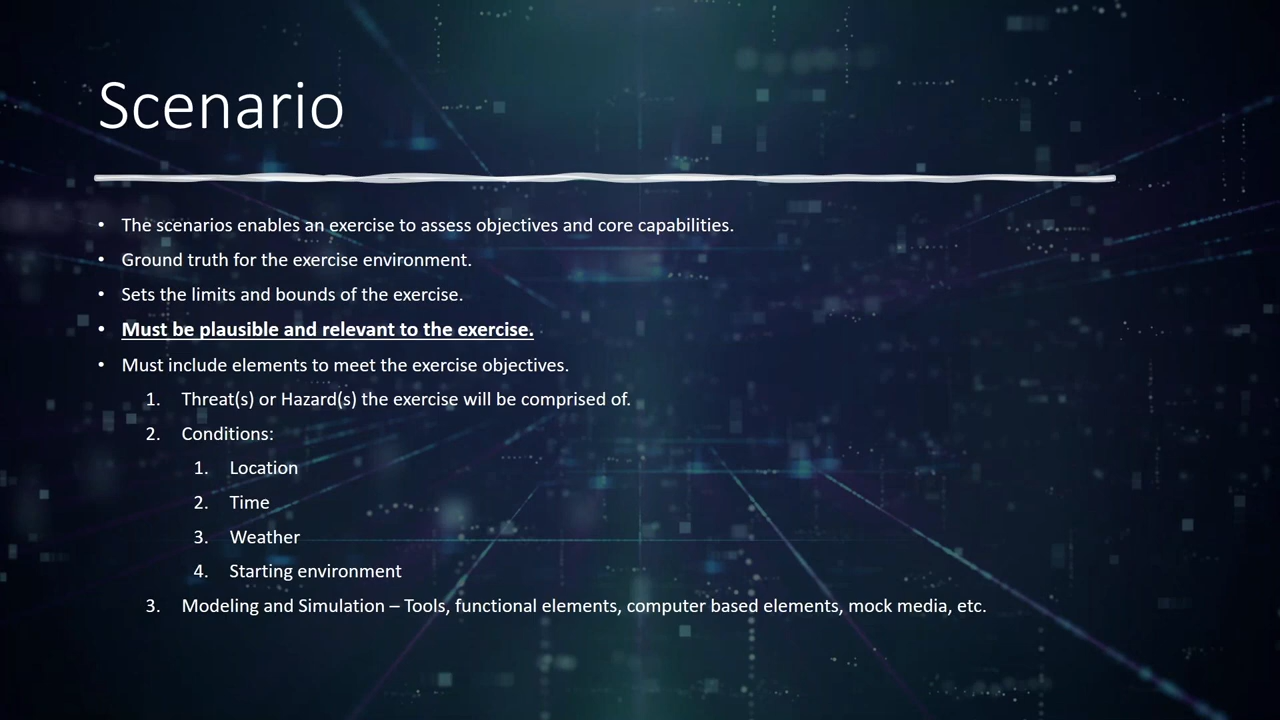 Scenario
• The scenarios enables an exercise to assess objectives and core capabilities.
• Ground truth for the exercise environment.
• Sets the limits and bounds of the exercise.
• Must be plausible and relevant to the exercise.
• Must include elements to meet the exercise objectives.
1. Threat(s) or Hazard(s) the exercise will be comprised of.
2. Conditions:
1. Location
2. Time
3. Weather
4. Starting environment
3. Modeling and Simulation – Tools, functional elements, computer based elements, mock media, etc.